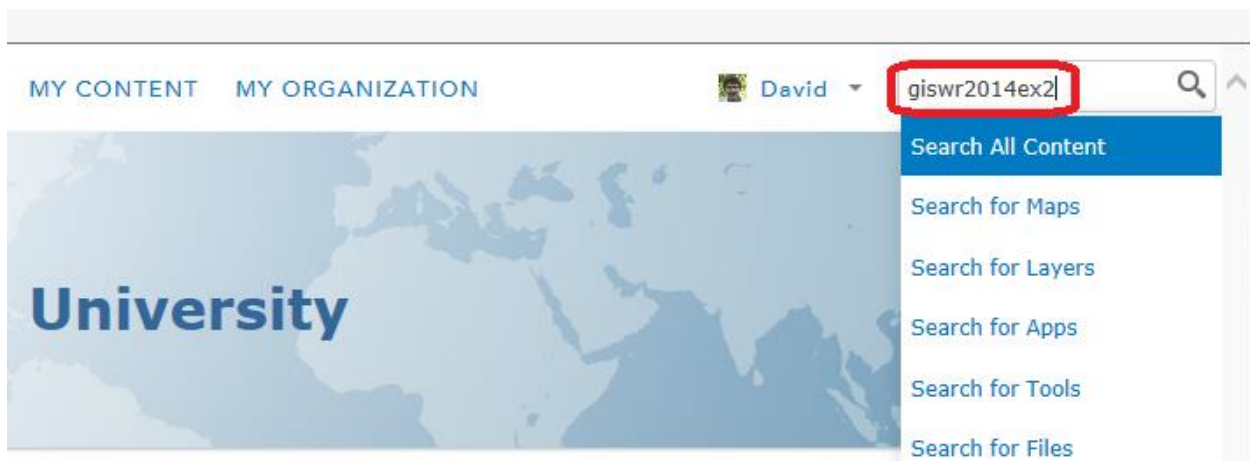 MY CONTENT MY ORGANIZATION David giswr2014ex2
Search All Content
Search for Maps
Search for Layers
University
Search for Apps
Search for Tools
Search for Files